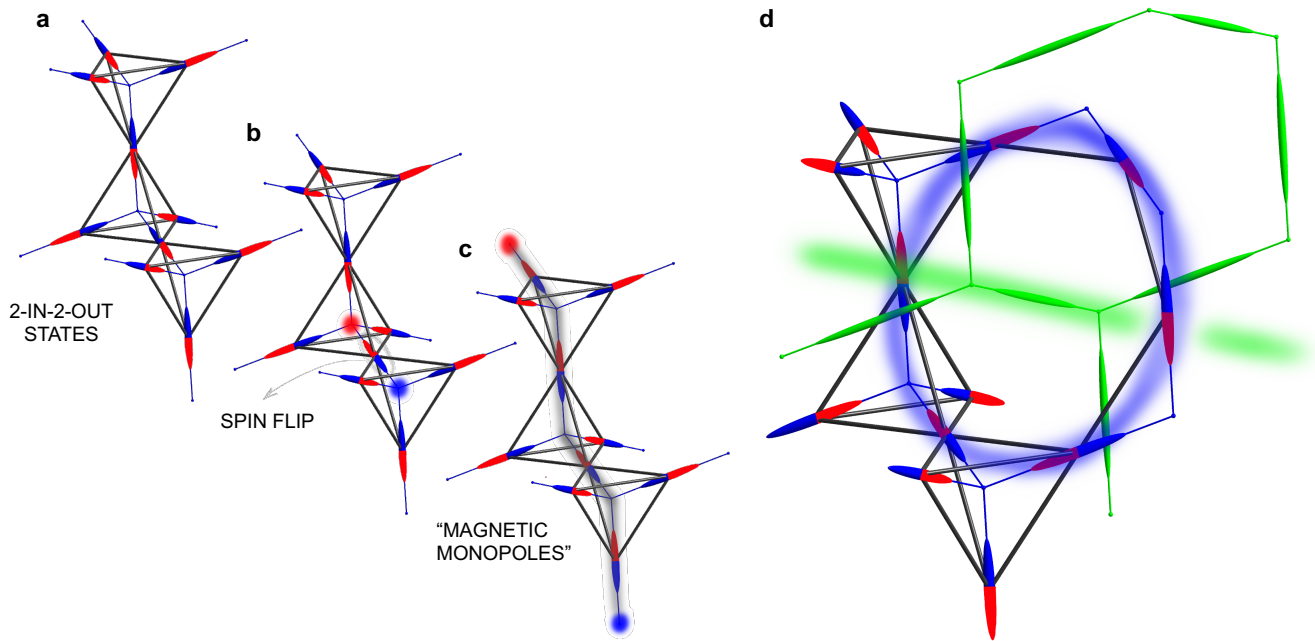 a
2-IN-2-OUT
STATES
b
SPIN FLIP
c
“MAGNETIC
MONOPOLES”
d